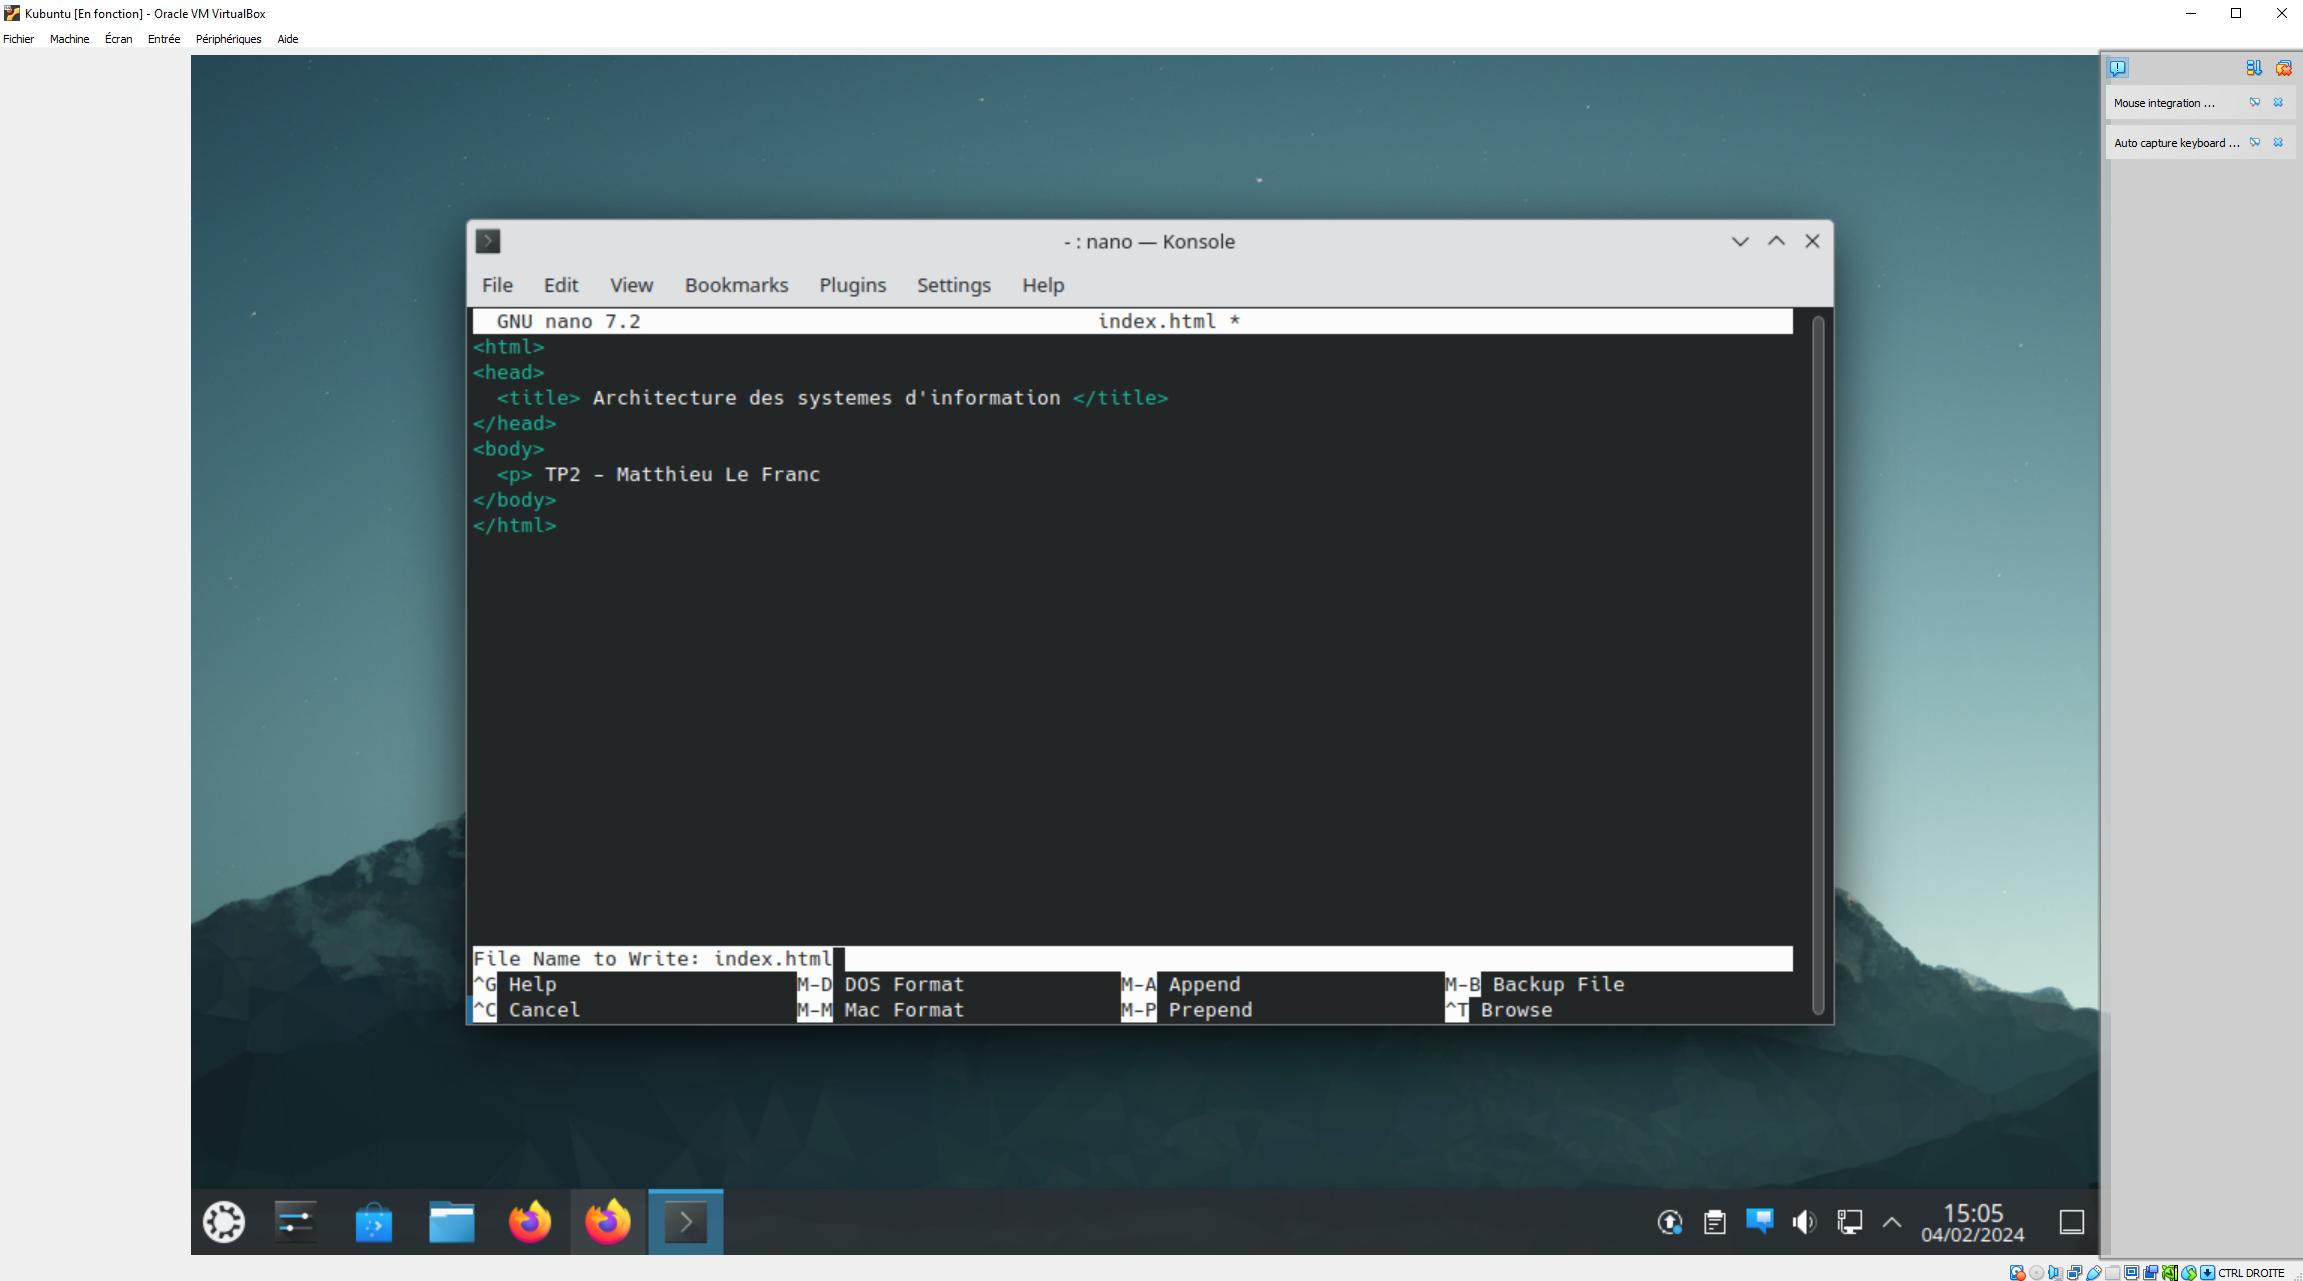 Kubuntu [En fonction] - Oracle VM VirtualBox
Fichier Machine Écran Entrée Périphériques Aide
Mouse integration ...
Auto capture keyboard ...
- : nano — Konsole
File Edit View Bookmarks Plugins Settings Help
GNU nano 7.2 index.html *
<html>
<head>
  <title> Architecture des systemes d'information </title>
</head>
<body>
  <p> TP2 - Matthieu Le Franc
</body>
</html>
File Name to Write: index.html
^G Help M-D DOS Format M-A Append M-B Backup File
^C Cancel M-M Mac Format M-P Prepend ^T Browse
15:05
04/02/2024
CTRL DROITE